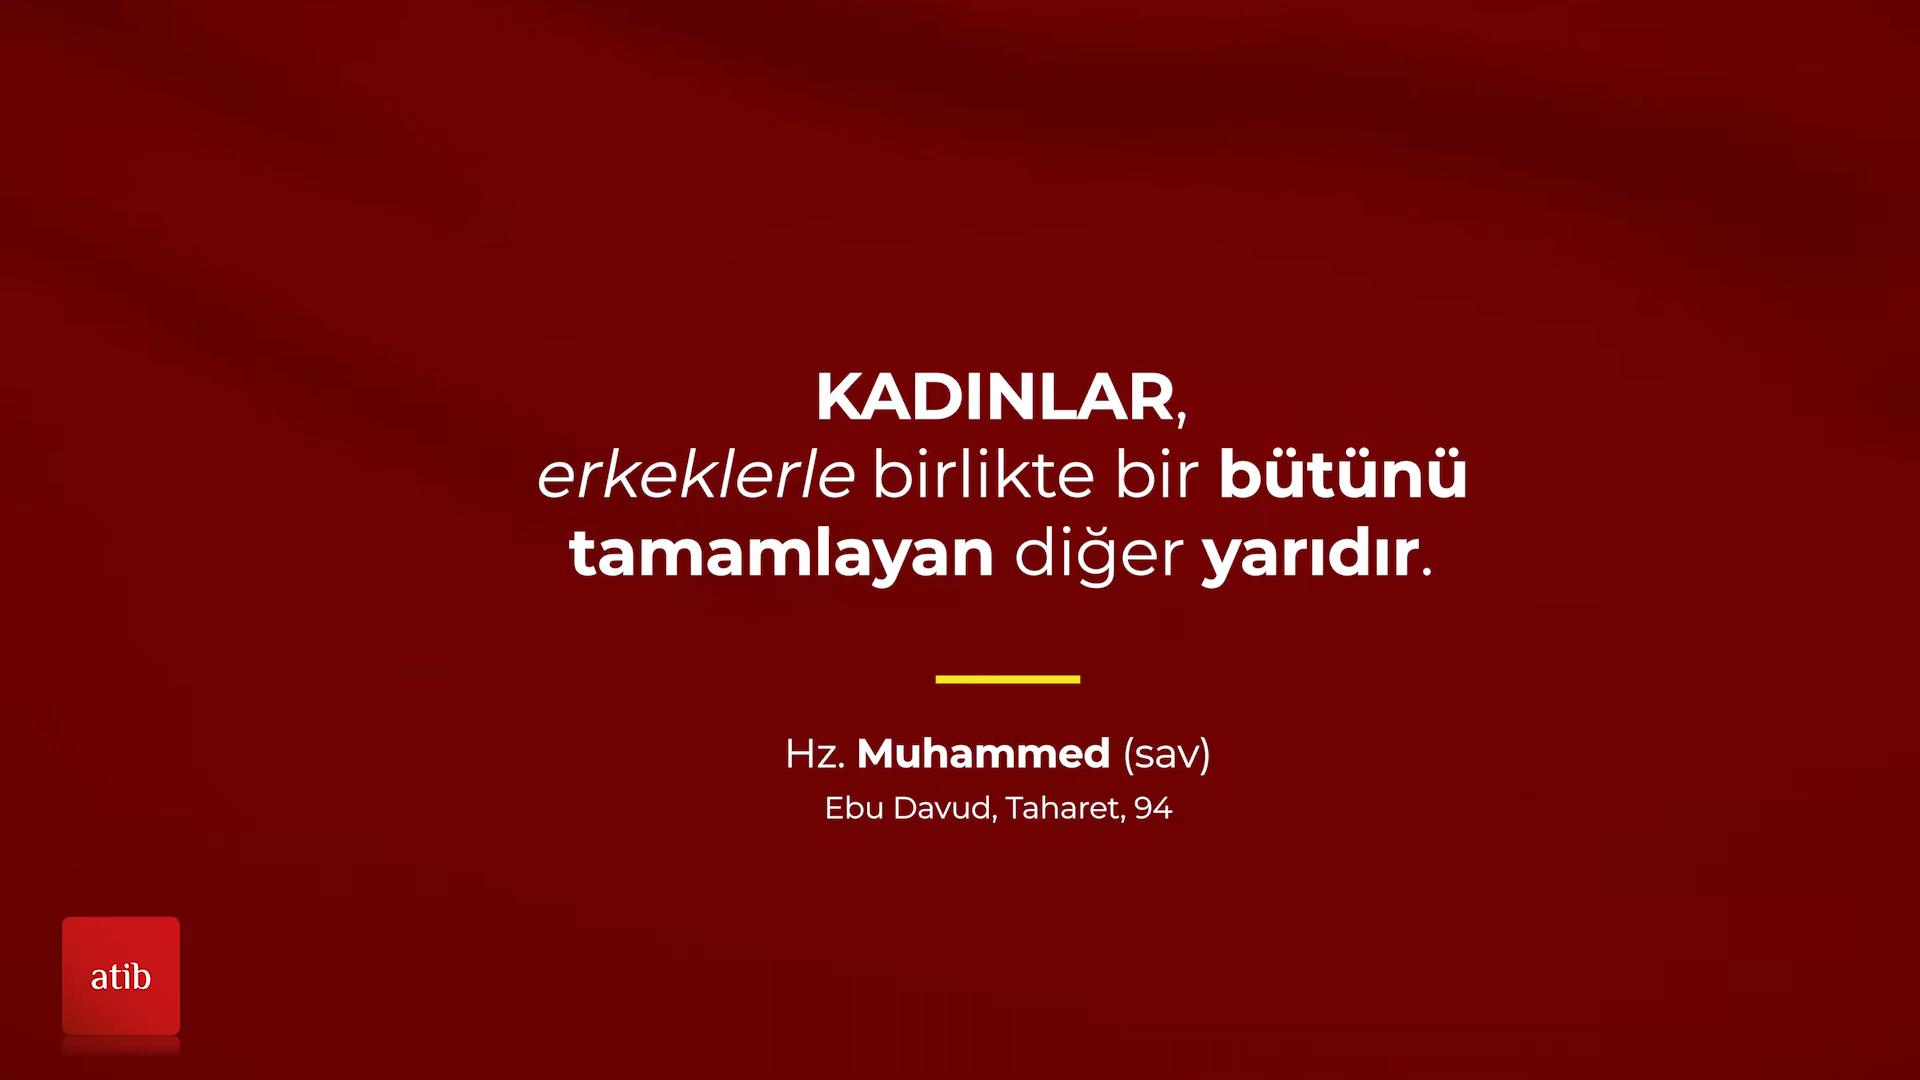 KADINLAR,
erkeklerle birlikte bir bütünü
tamamlayan diğer yarıdır.
Hz. Muhammed (sav)
Ebu Davud, Taharet, 94
atib